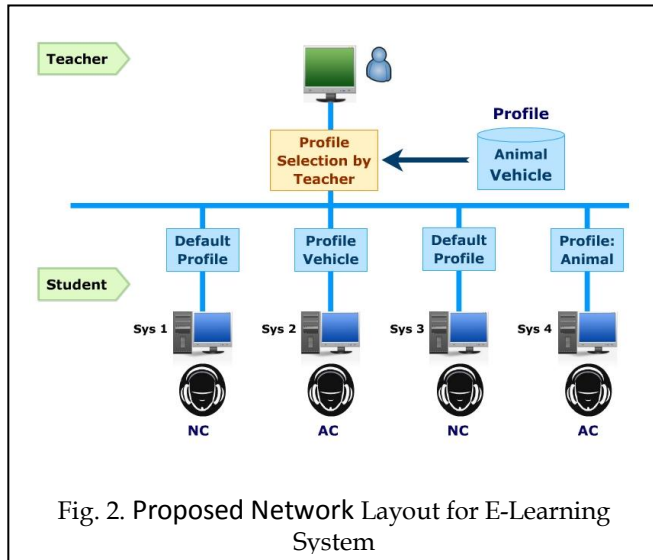 Teacher
Profile
Profile
Selection by
Teacher
Animal
Vehicle
Default
Profile
Profile
Vehicle
Default
Profile
Profile:
Animal
Student
Sys 1
Sys 2
Sys 3
Sys 4
NC
AC
NC
AC
Fig. 2. Proposed Network Layout for E-Learning
System